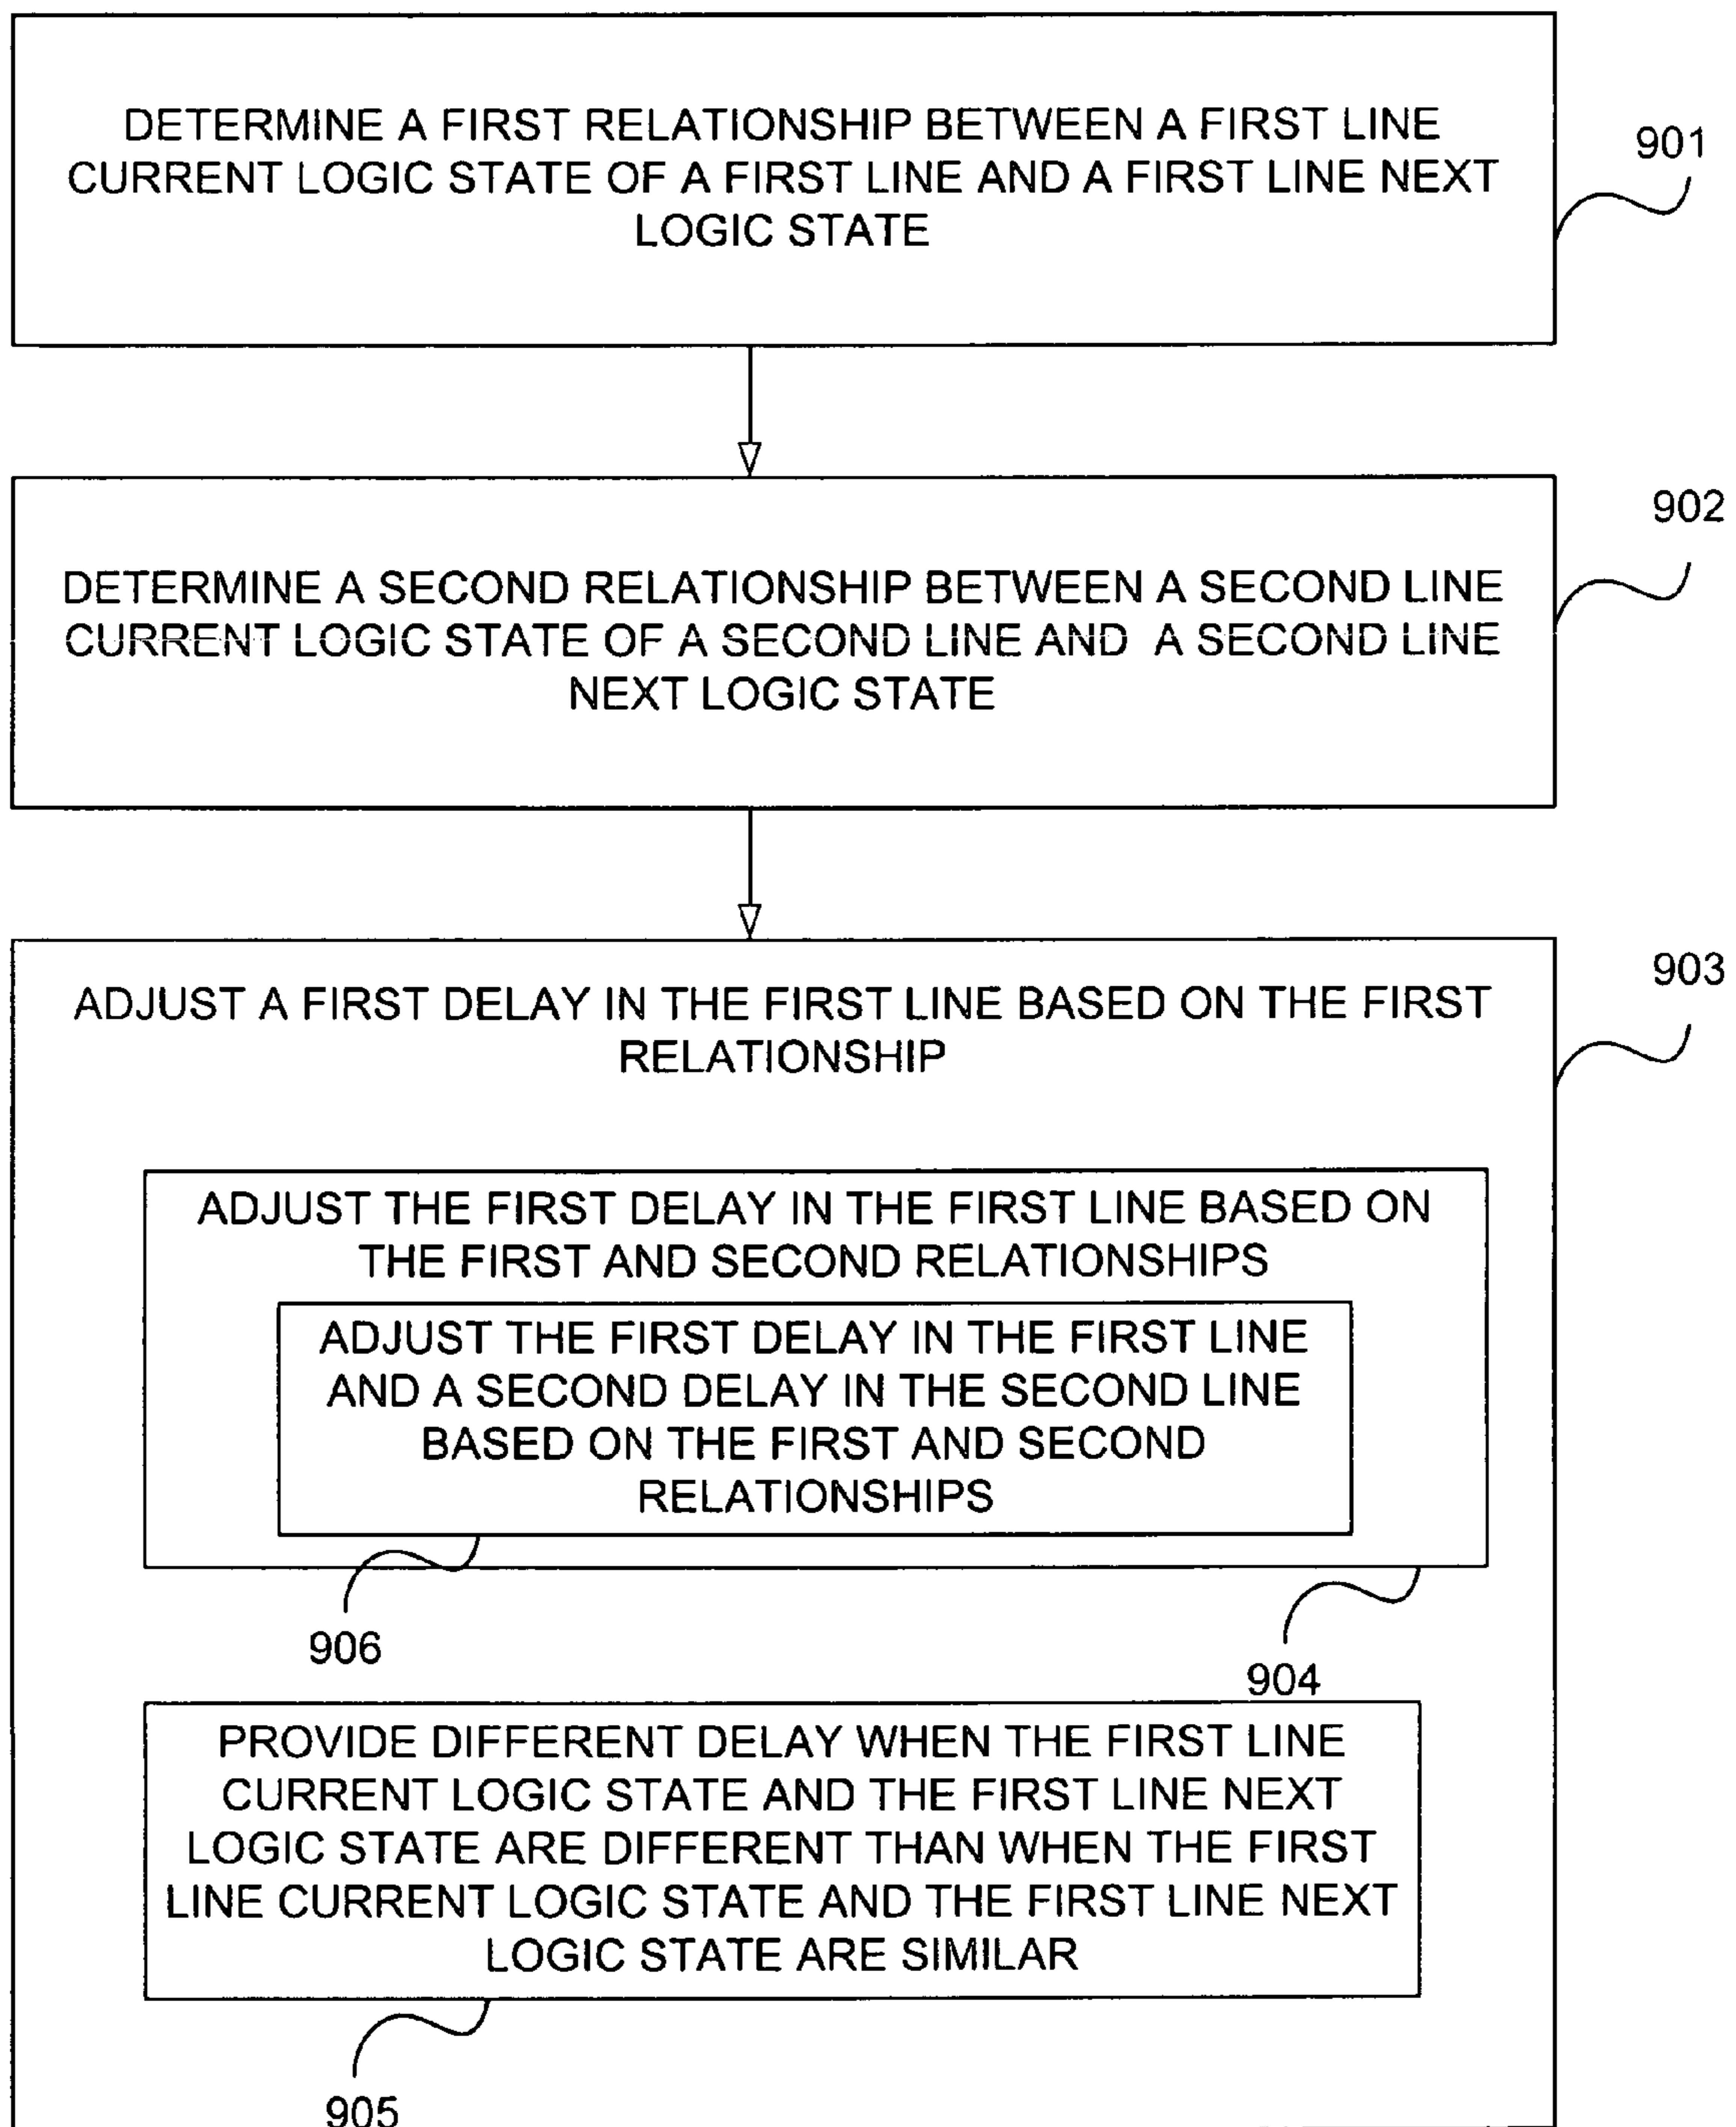 DETERMINE A FIRST RELATIONSHIP BETWEEN A FIRST LINE
CURRENT LOGIC STATE OF A FIRST LINE AND A FIRST LINE NEXT
LOGIC STATE
901
DETERMINE A SECOND RELATIONSHIP BETWEEN A SECOND LINE
CURRENT LOGIC STATE OF A SECOND LINE AND A SECOND LINE
NEXT LOGIC STATE
902
ADJUST A FIRST DELAY IN THE FIRST LINE BASED ON THE FIRST
RELATIONSHIP
903
ADJUST THE FIRST DELAY IN THE FIRST LINE BASED ON
THE FIRST AND SECOND RELATIONSHIPS
ADJUST THE FIRST DELAY IN THE FIRST LINE
AND A SECOND DELAY IN THE SECOND LINE
BASED ON THE FIRST AND SECOND
RELATIONSHIPS
906
904
PROVIDE DIFFERENT DELAY WHEN THE FIRST LINE
CURRENT LOGIC STATE AND THE FIRST LINE NEXT
LOGIC STATE ARE DIFFERENT THAN WHEN THE FIRST
LINE CURRENT LOGIC STATE AND THE FIRST LINE NEXT
LOGIC STATE ARE SIMILAR
905